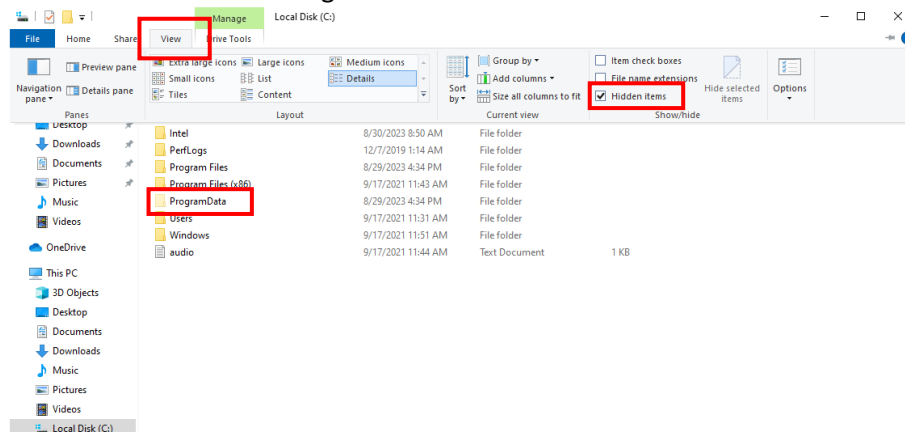 Manage Local Disk (C:)
File Home Share View Drive Tools
Navigation pane
Preview pane
Details pane
Panes
Extra large icons Large icons Medium icons
Small icons List Details
Tiles Content
Layout
Sort by
Group by
Add columns
Size all columns to fit
Current view
Item check boxes
File name extensions
Hidden items
Hide selected items
Show/hide
Options
Desktop
Downloads
Documents
Pictures
Music
Videos
OneDrive
This PC
3D Objects
Desktop
Documents
Downloads
Music
Pictures
Videos
Local Disk (C:)
Intel 8/30/2023 8:50 AM File folder
PerfLogs 12/7/2019 1:14 AM File folder
Program Files 8/29/2023 4:34 PM File folder
Program Files (x86) 9/17/2021 11:43 AM File folder
ProgramData 8/29/2023 4:34 PM File folder
Users 9/17/2021 11:31 AM File folder
Windows 9/17/2021 11:51 AM File folder
audio 9/17/2021 11:44 AM Text Document 1 KB